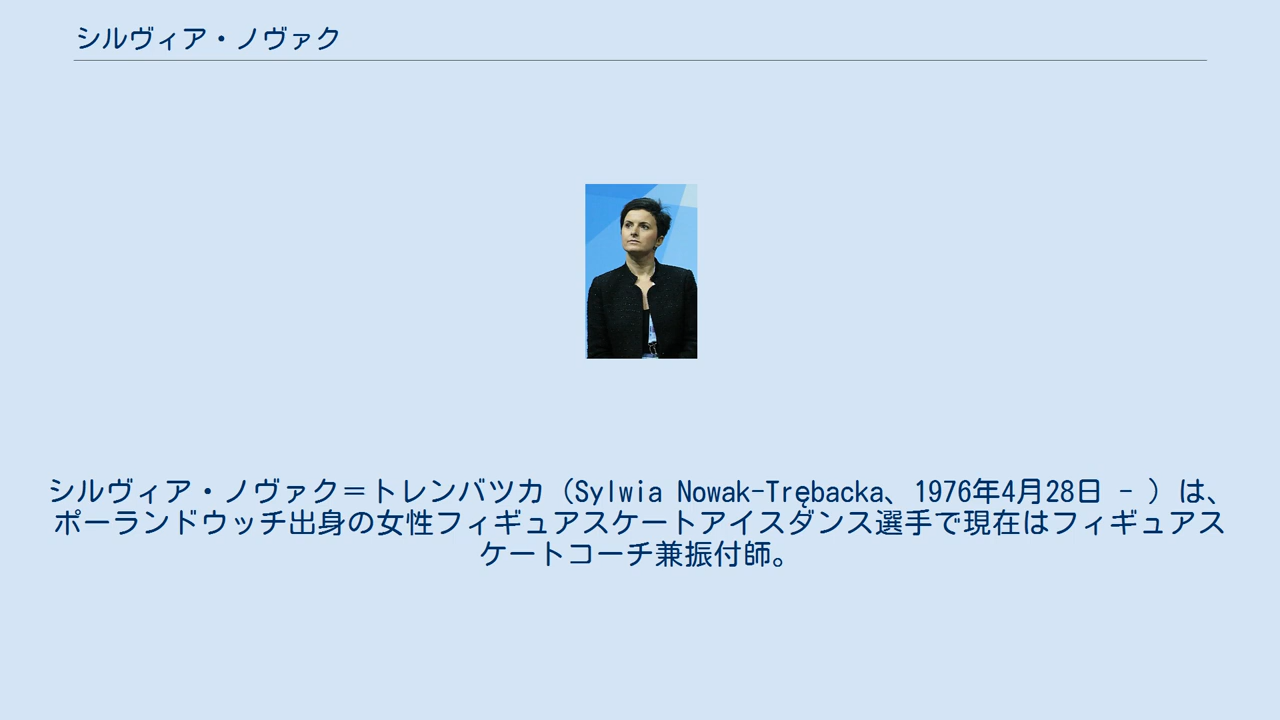 シルヴィア・ノヴァク
シルヴィア・ノヴァク＝トレンバツカ（Sylwia Nowak-Trębacka、1976年4月28日 - ）は、
ポーランドウッチ出身の女性フィギュアスケートアイスダンス選手で現在はフィギュアス
ケートコーチ兼振付師。